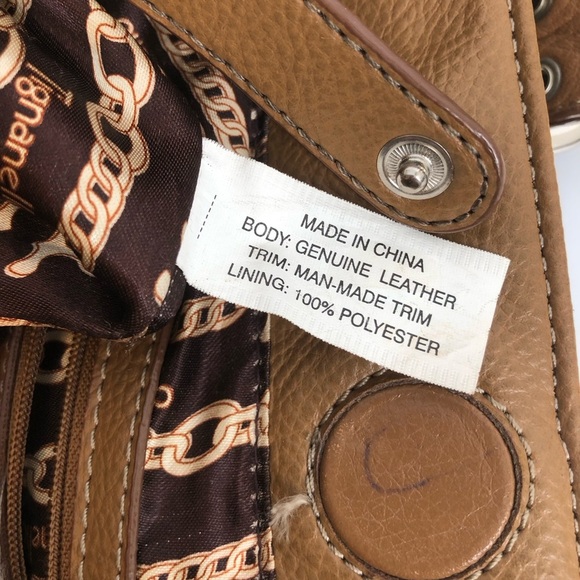 MADE IN CHINA
BODY: GENUINE LEATHER
TRIM: MAN-MADE TRIM
LINING: 100% POLYESTER